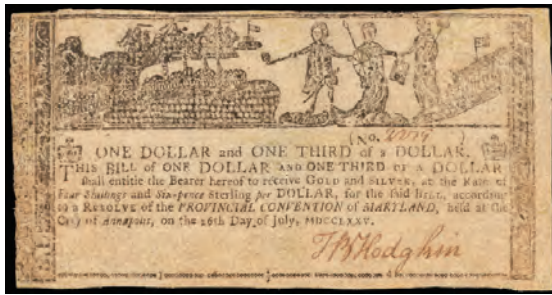 (No.
ONE DOLLAR and ONE THIRD of a DOLLAR.
THIS BILL of ONE DOLLAR AND ONE THIRD OF A DOLLAR
shall entitle the Bearer hereof to receive GOLD and SILVER, at the Rate of
Four Shillings and Six-pence Sterling per DOLLAR, for the said BILL, according
to a RESOLVE of the PROVINCIAL CONVENTION of MARYLAND, held at the
City of Annapolis, on the 26th Day of July, MDCCLXXV.